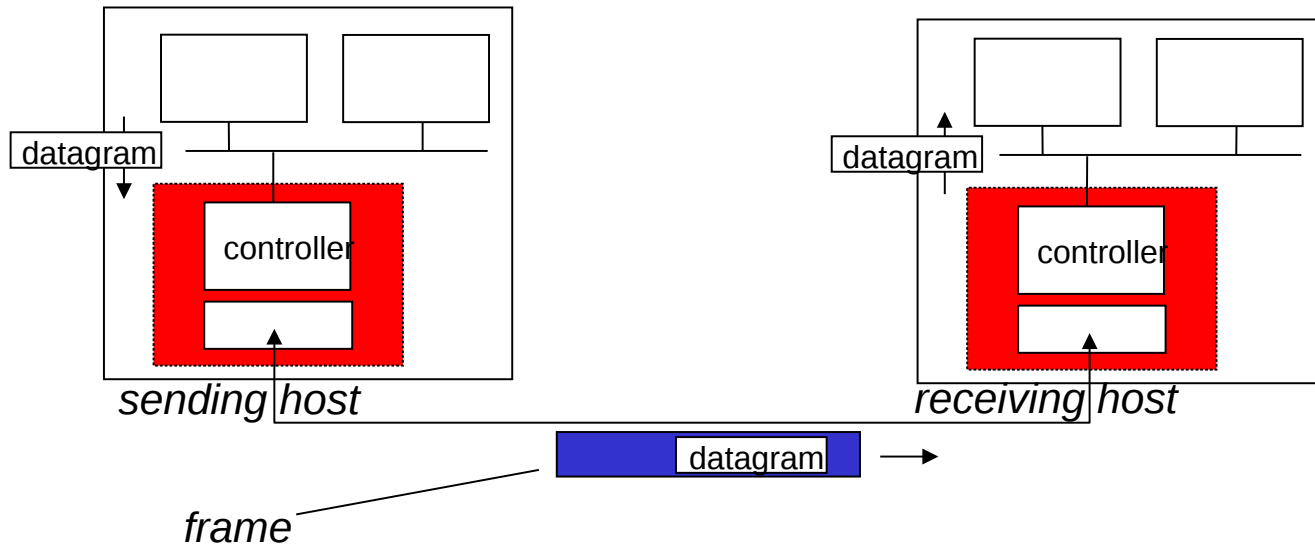 datagram
datagram
controller
controller
sending host
receiving host
datagram
frame